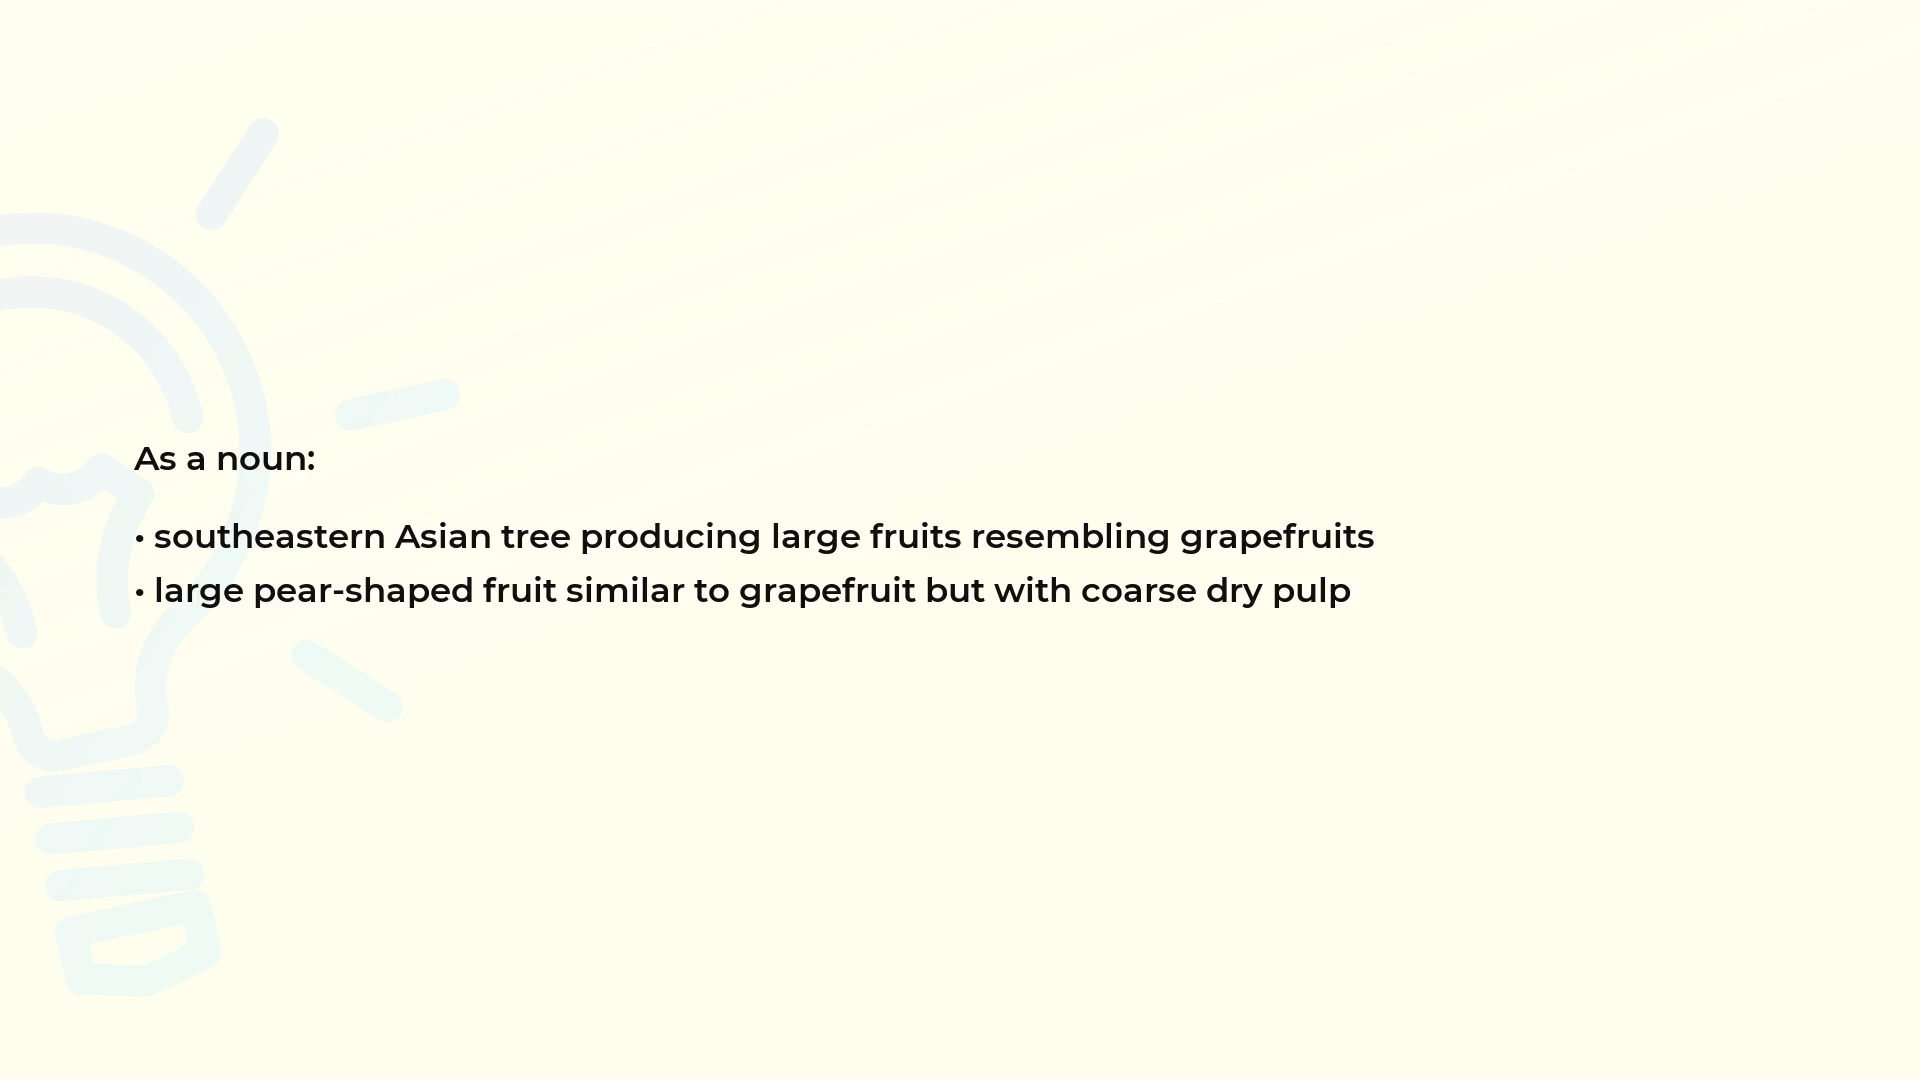 As a noun:
• southeastern Asian tree producing large fruits resembling grapefruits
• large pear-shaped fruit similar to grapefruit but with coarse dry pulp